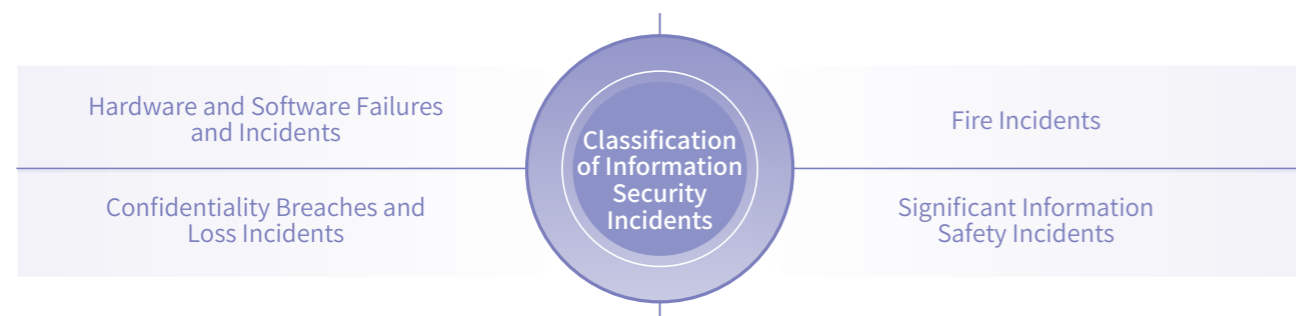 Hardware and Software Failures
and Incidents
Fire Incidents
Classification
of Information
Security
Incidents
Confidentiality Breaches and
Loss Incidents
Significant Information
Safety Incidents